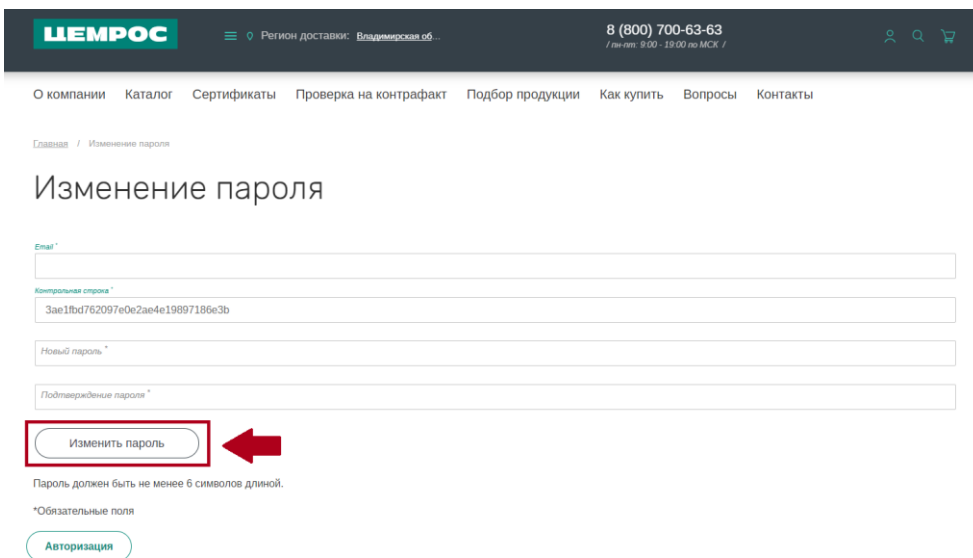 ЦЕМРОС
Регион доставки: Владимирская об...
8 (800) 700-63-63
/ пн-пт: 9:00 - 19:00 по МСК /
О компании Каталог Сертификаты Проверка на контрафакт Подбор продукции Как купить Вопросы Контакты
Главная / Изменение пароля
Изменение пароля
Email *
Контрольная строка *
3ae1fbd762097e0e2ae4e19897186e3b
Новый пароль *
Подтверждение пароля *
Изменить пароль
Пароль должен быть не менее 6 символов длиной.
*Обязательные поля
Авторизация